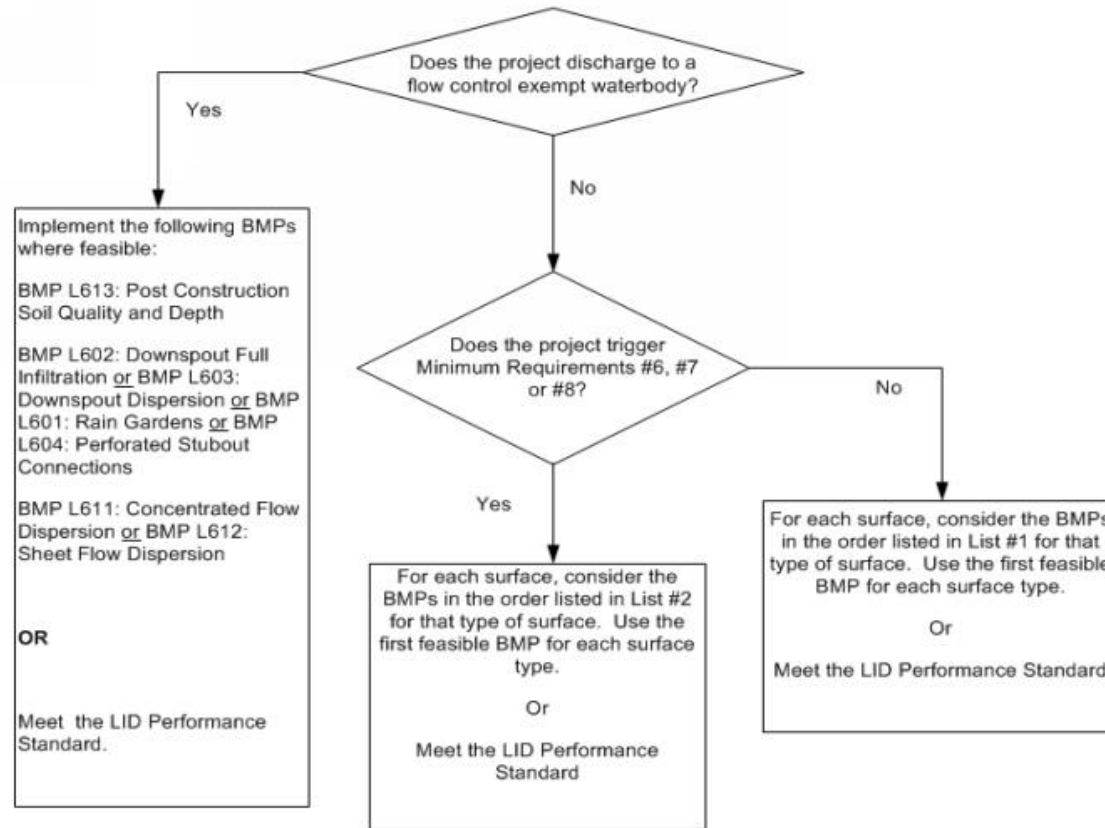 Does the project discharge to a
flow control exempt waterbody?
Yes
No
Implement the following BMPs
where feasible:
BMP L613: Post Construction
Soil Quality and Depth
BMP L602: Downspout Full
Infiltration or BMP L603:
Downspout Dispersion or BMP
L601: Rain Gardens or BMP
L604: Perforated Stubout
Connections
BMP L611: Concentrated Flow
Dispersion or BMP L612:
Sheet Flow Dispersion
OR
Meet the LID Performance
Standard.
Does the project trigger
Minimum Requirements #6, #7
or #8?
No
Yes
For each surface, consider the
BMPs in the order listed in List #2
for that type of surface. Use the
first feasible BMP for each surface
type.
Or
Meet the LID Performance
Standard
For each surface, consider the BMPs
in the order listed in List #1 for that
type of surface. Use the first feasible
BMP for each surface type.
Or
Meet the LID Performance Standard